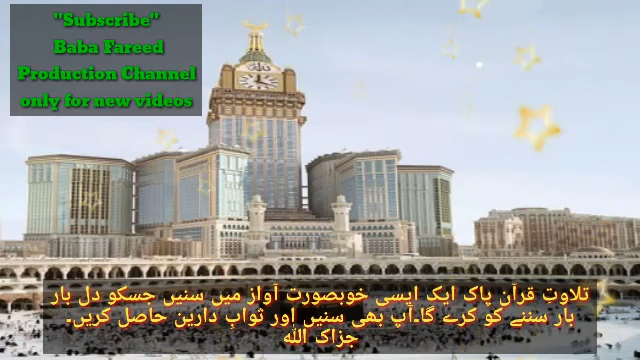 "Subscribe"
Baba Fareed
Production Channel
only for new videos
تلاوتِ قرآن پاک ایک ایسی خوبصورت آواز میں سنیں جسکو دل بار
بار سننے کو کرے گا۔آپ بھی سنیں اور ثوابِ دارین حاصل کریں۔
جزاک اللہ